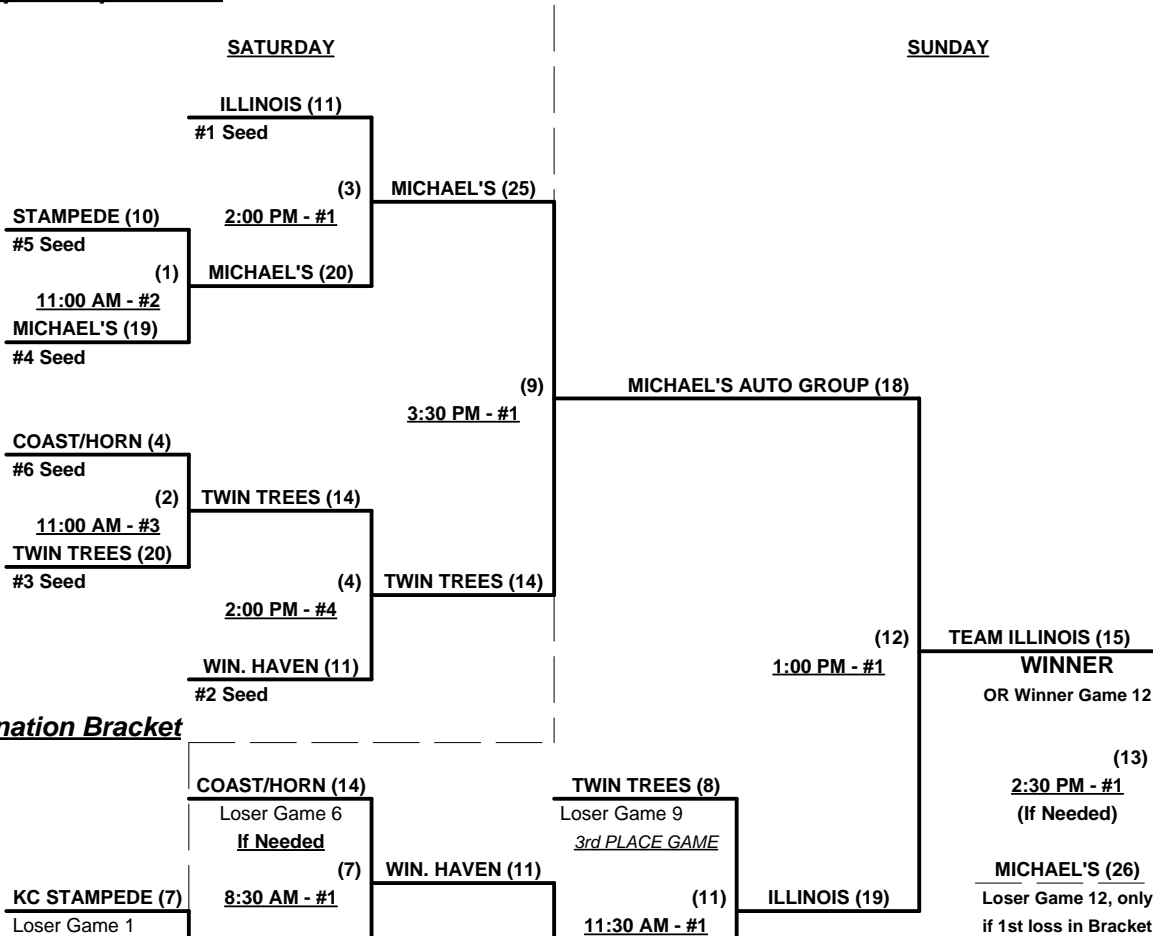 SATURDAY
SUNDAY
ILLINOIS (11)
#1 Seed
(3)
MICHAEL'S (25)
STAMPEDE (10)
2:00 PM - #1
#5 Seed
(1)
MICHAEL'S (20)
11:00 AM - #2
MICHAEL'S (19)
#4 Seed
(9)
MICHAEL'S AUTO GROUP (18)
3:30 PM - #1
COAST/HORN (4)
#6 Seed
(2)
TWIN TREES (14)
11:00 AM - #3
TWIN TREES (20)
#3 Seed
(4)
TWIN TREES (14)
2:00 PM - #4
(12)
TEAM ILLINOIS (15)
WIN. HAVEN (11)
1:00 PM - #1
WINNER
#2 Seed
OR Winner Game 12
nation Bracket
(13)
COAST/HORN (14)
TWIN TREES (8)
2:30 PM - #1
Loser Game 6
Loser Game 9
(If Needed)
If Needed
3rd PLACE GAME
(7)
WIN. HAVEN (11)
MICHAEL'S (26)
KC STAMPEDE (7)
8:30 AM - #1
(11)
ILLINOIS (19)
Loser Game 12, only
Loser Game 1
11:30 AM - #1
if 1st loss in Bracket